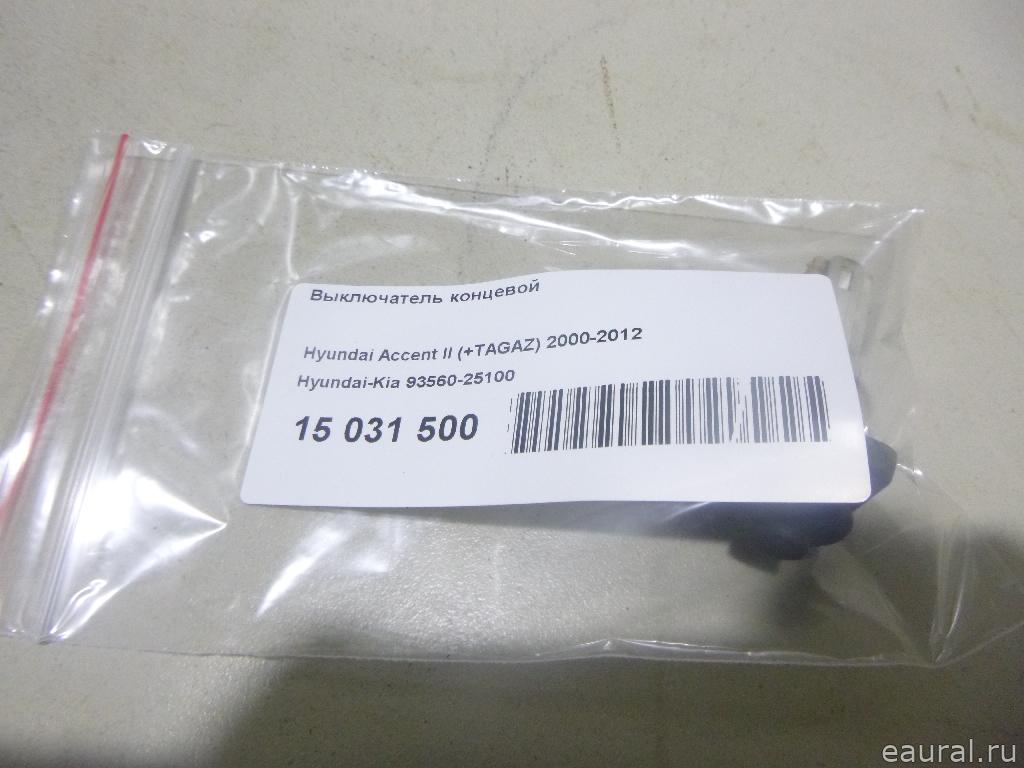 Выключатель концевой
Hyundai Accent II (+TAGAZ) 2000-2012
Hyundai-Kia 93560-25100
15 031 500
eaural.ru